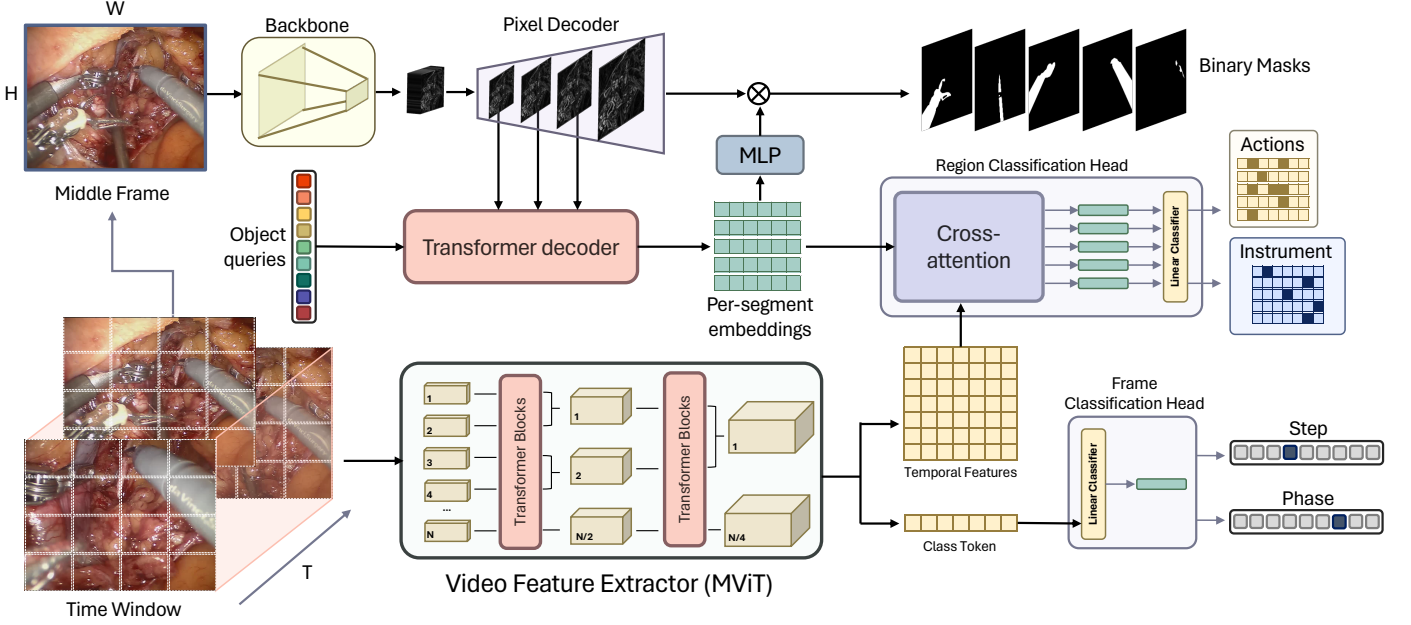 W
Backbone
Pixel Decoder
H
Binary Masks
MLP
Middle Frame
Region Classification Head
Actions
Object
queries
Transformer decoder
Cross-
attention
Linear Classifier
Instrument
Per-segment
embeddings
1
2
3
4
...
N
Transformer Blocks
1
2
N/2
Transformer Blocks
1
N/4
Video Feature Extractor (MViT)
Temporal Features
Class Token
Frame
Classification Head
Linear Classifier
Step
Phase
T
Time Window